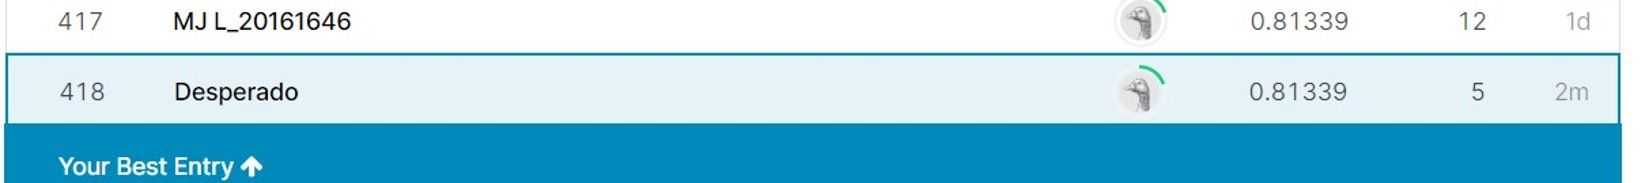 417 MJ L_20161646 0.81339 12 1d
418 Desperado 0.81339 5 2m
Your Best Entry